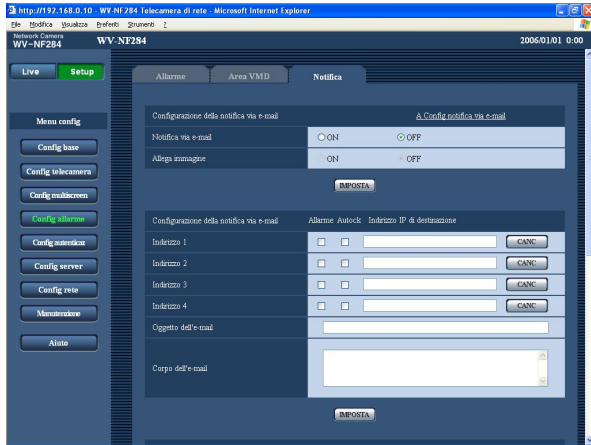 http://192.168.0.10 - WV-NF284 Telecamera di rete - Microsoft Internet Explorer
File Modifica Visualizza Preferiti Strumenti ?
Network Camera
WV-NF284
WV-NF284
2006/01/01 0:00
Live Setup
Allarme Area VMD Notifica
Menu config
Config base
Config telecamera
Config multiscreen
Config allarme
Config autenticaz
Config server
Config rete
Manutenzione
Aiuto
Configurazione della notifica via e-mail A Config notifica via e-mail
Notifica via e-mail ON OFF
Allega immagine ON OFF
IMPOSTA
Configurazione della notifica via e-mail Allarme Autock Indirizzo IP di destinazione
Indirizzo 1 CANC
Indirizzo 2 CANC
Indirizzo 3 CANC
Indirizzo 4 CANC
Oggetto dell'e-mail
Corpo dell'e-mail
IMPOSTA